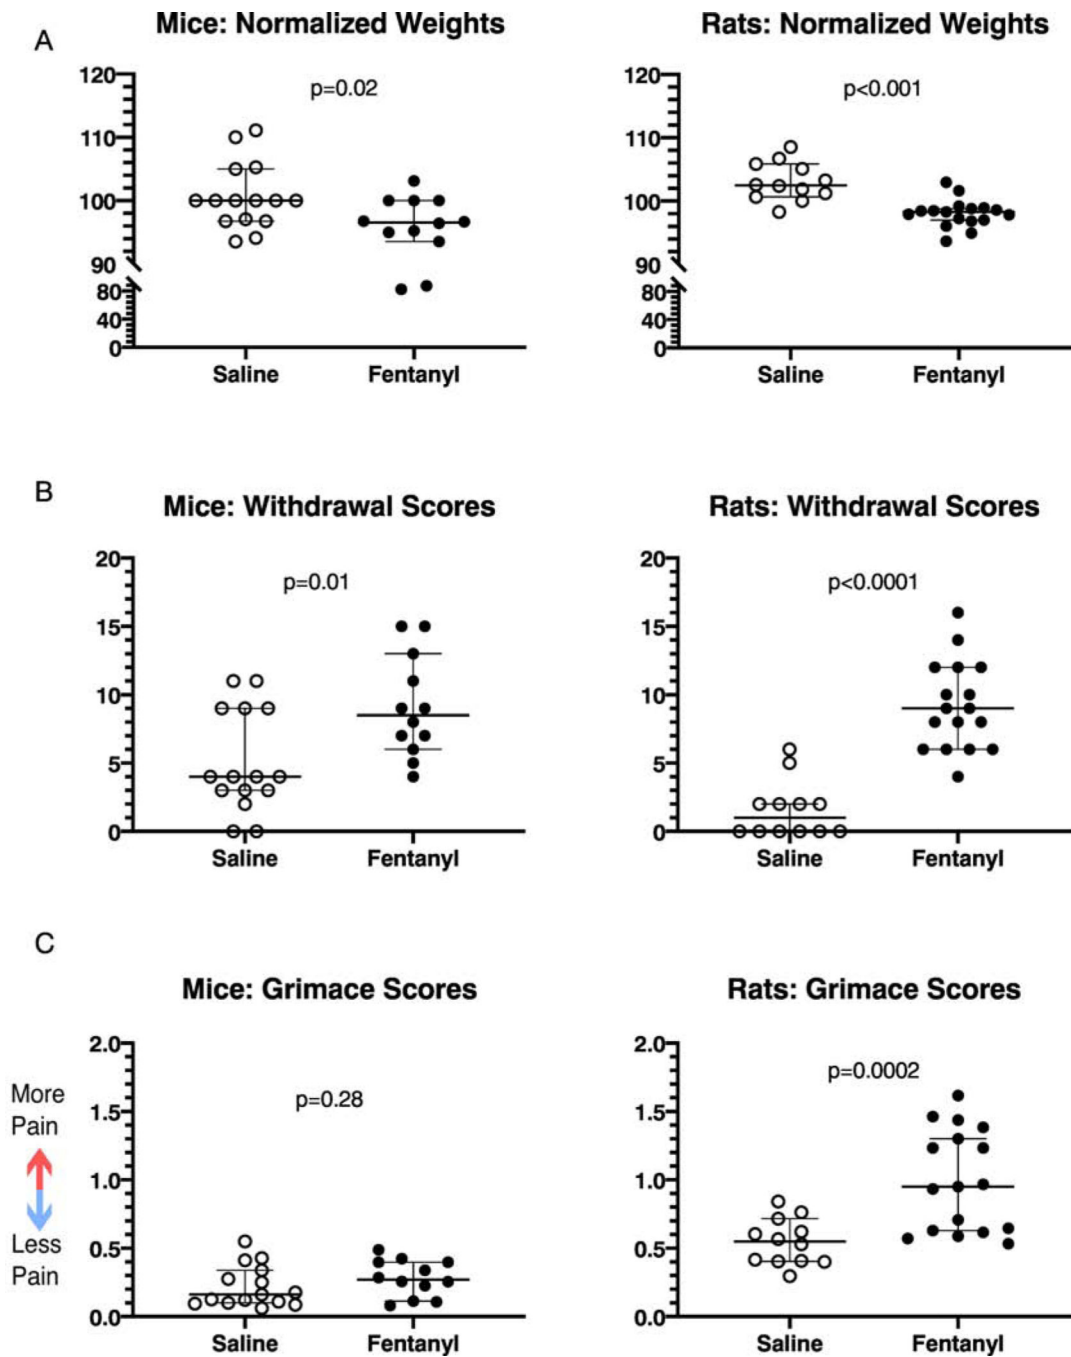 A
Mice: Normalized Weights
Rats: Normalized Weights
120
110
100
90
80
40
0
p=0.02
Saline
Fentanyl
120
110
100
90
80
40
0
p<0.001
Saline
Fentanyl
B
Mice: Withdrawal Scores
Rats: Withdrawal Scores
20
15
10
5
0
p=0.01
Saline
Fentanyl
20
15
10
5
0
p<0.0001
Saline
Fentanyl
C
Mice: Grimace Scores
Rats: Grimace Scores
More
Pain
Less
Pain
2.0
1.5
1.0
0.5
0.0
p=0.28
Saline
Fentanyl
2.0
1.5
1.0
0.5
0.0
p=0.0002
Saline
Fentanyl